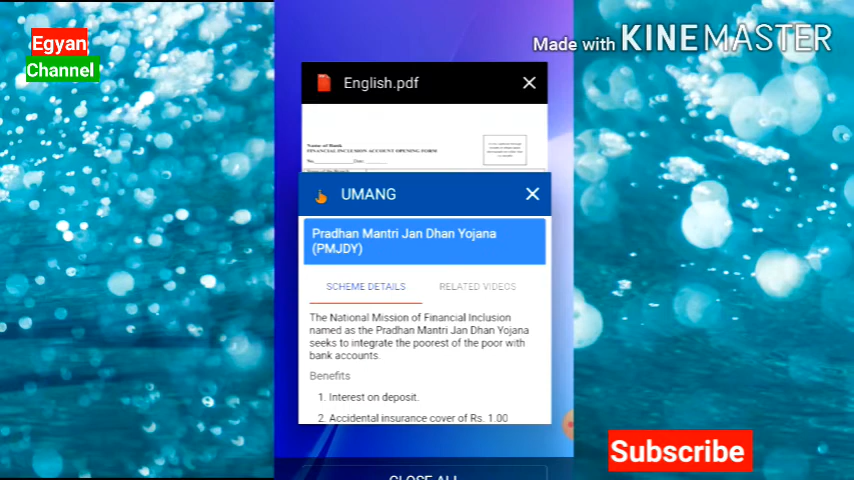 Egyan
Channel
Made with KINEMASTER
English.pdf
Name of Bank
FINANCIAL INCLUSION ACCOUNT OPENING FORM
UMANG
Pradhan Mantri Jan Dhan Yojana
(PMJDY)
SCHEME DETAILS
RELATED VIDEOS
The National Mission of Financial Inclusion
named as the Pradhan Mantri Jan Dhan Yojana
seeks to integrate the poorest of the poor with
bank accounts.
Benefits
1. Interest on deposit.
2. Accidental insurance cover of Rs. 1.00
CLOSE ALL
Subscribe